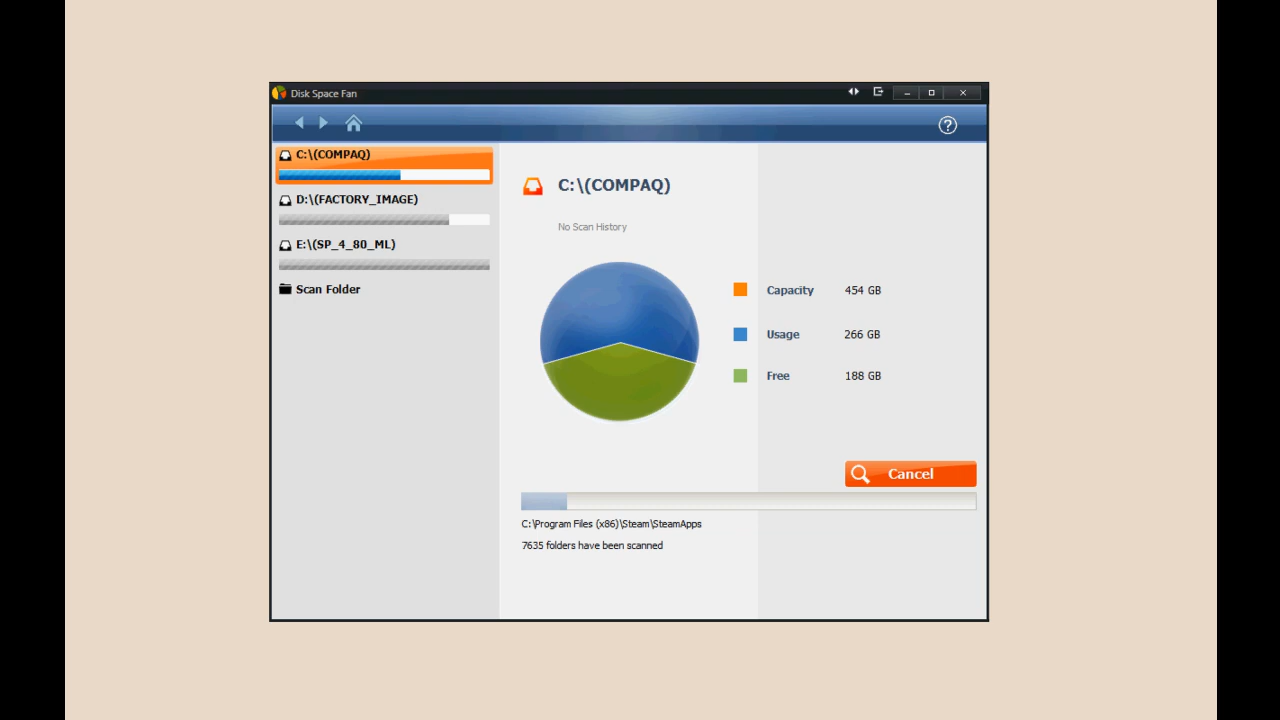 Disk Space Fan
C:\(COMPAQ)
D:\(FACTORY_IMAGE)
E:\(SP_4_80_ML)
Scan Folder
C:\(COMPAQ)
No Scan History
Capacity 454 GB
Usage 266 GB
Free 188 GB
Cancel
C:\Program Files (x86)\Steam\SteamApps
7635 folders have been scanned